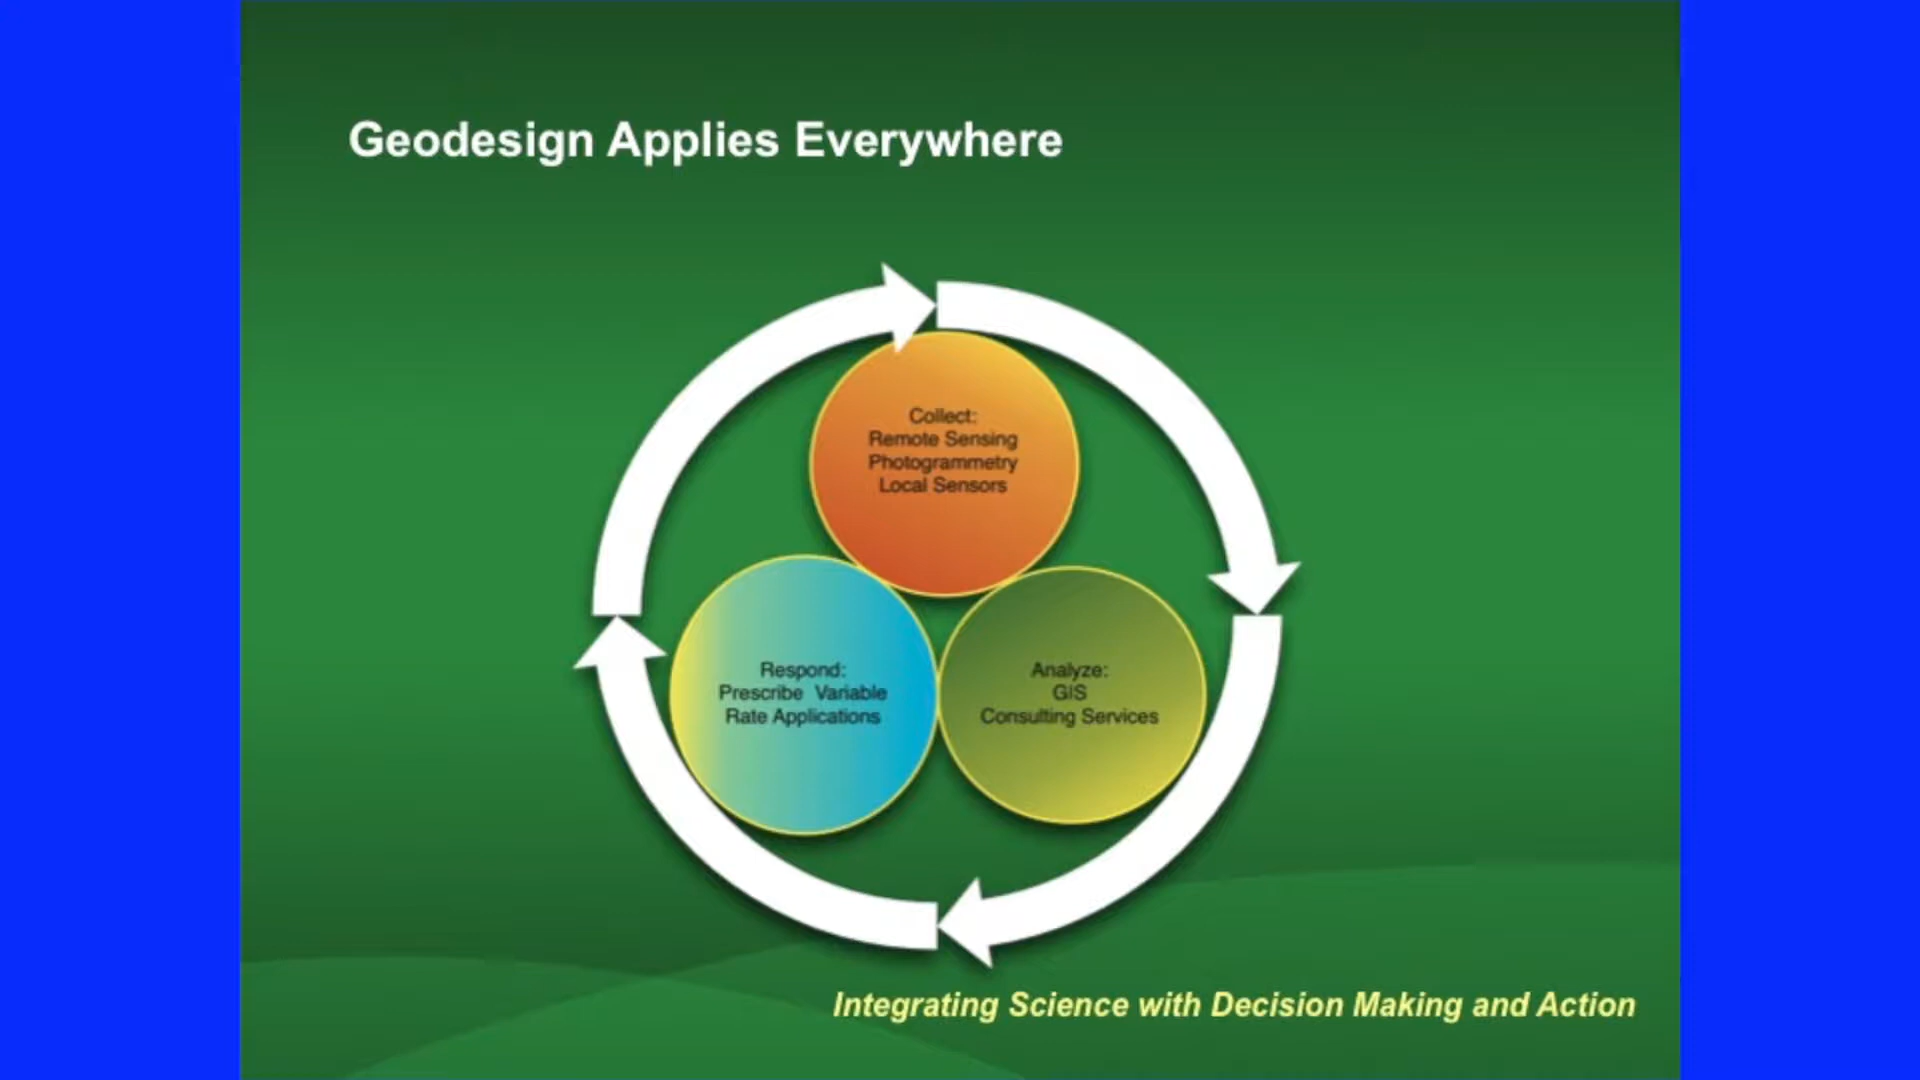 Geodesign Applies Everywhere
Collect:
Remote Sensing
Photogrammetry
Local Sensors
Respond:
Prescribe Variable
Rate Applications
Analyze:
GIS
Consulting Services
Integrating Science with Decision Making and Action